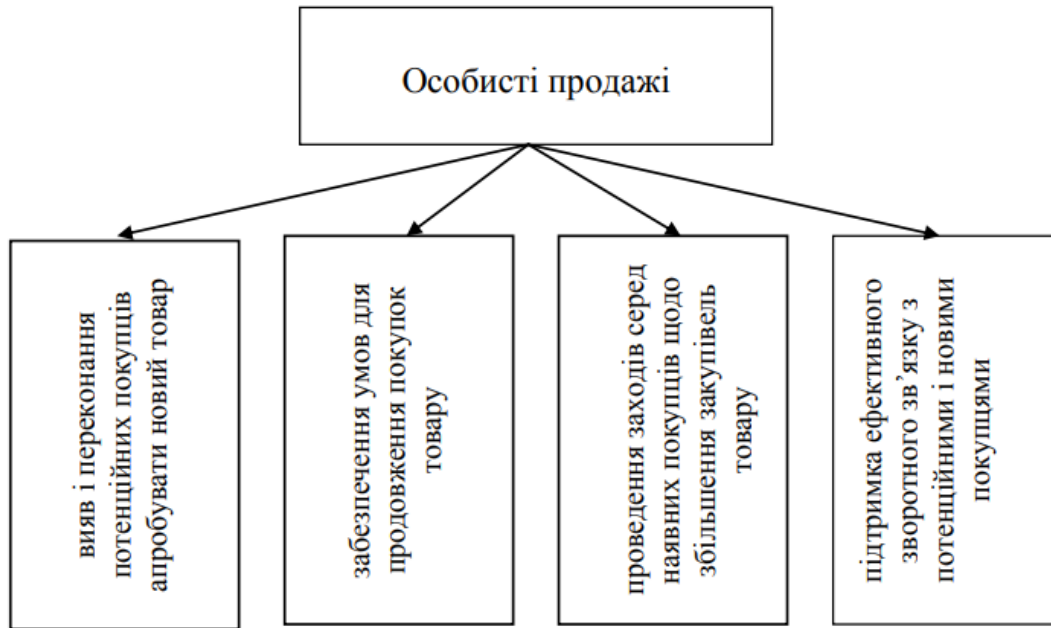 Особисті продажі
вияв і переконання
потенційних покупців
апробувати новий товар
забезпечення умов для
продовження покупок
товару
проведення заходів серед
наявних покупців щодо
збільшення закупівель
товару
підтримка ефективного
зворотного зв’язку з
потенційними і новими
покупцями